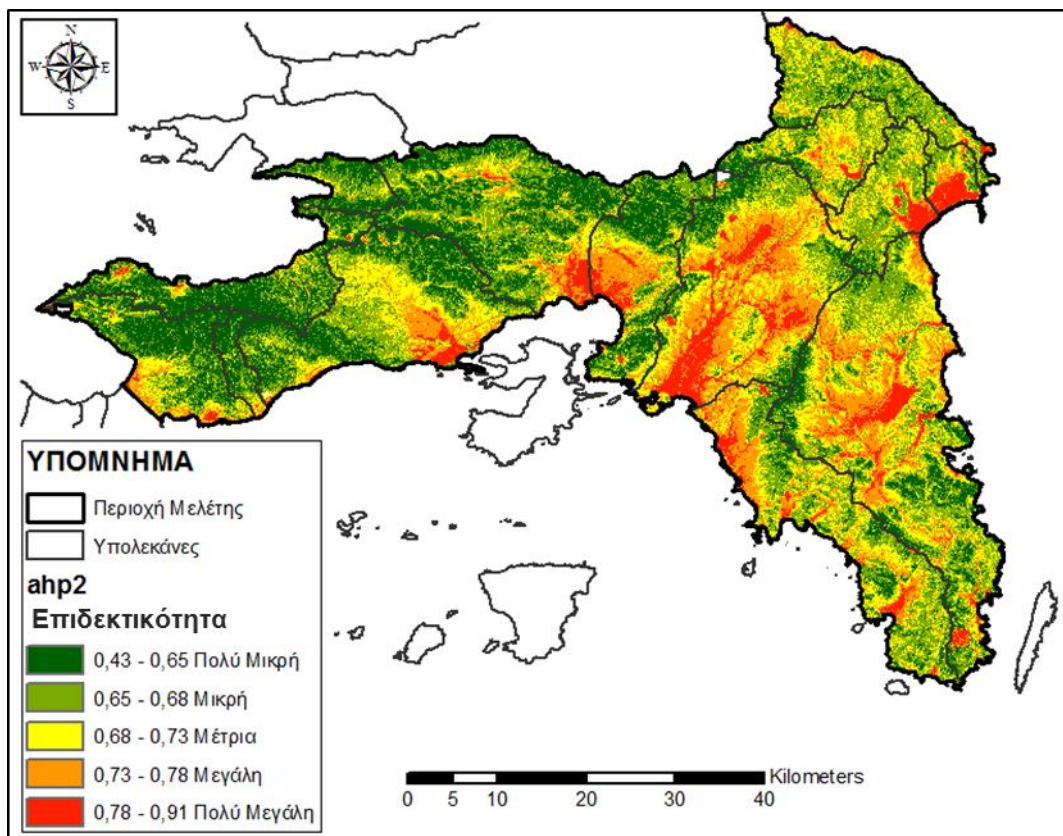 N
W E
S
ΥΠΟΜΝΗΜΑ
Περιοχή Μελέτης
Υπολεκάνες
ahp2
Επιδεκτικότητα
0,43 - 0,65 Πολύ Μικρή
0,65 - 0,68 Μικρή
0,68 - 0,73 Μέτρια
0,73 - 0,78 Μεγάλη
0,78 - 0,91 Πολύ Μεγάλη
Kilometers
0 5 10 20 30 40